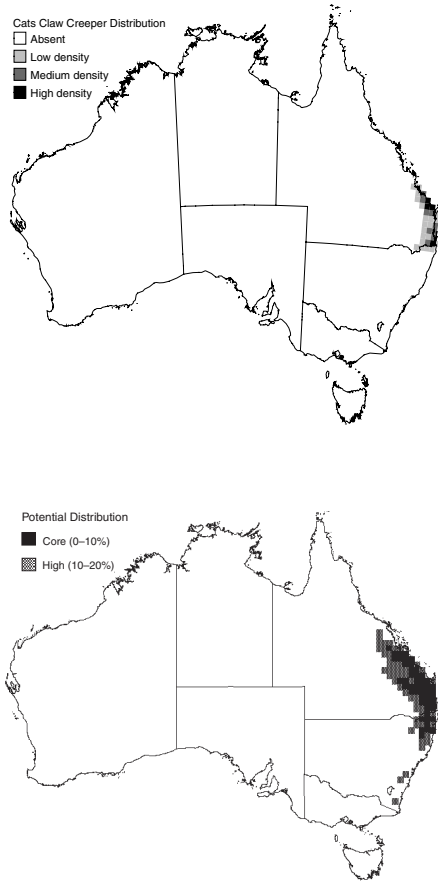 Cats Claw Creeper Distribution
Absent
Low density
Medium density
High density
Potential Distribution
Core (0–10%)
High (10–20%)